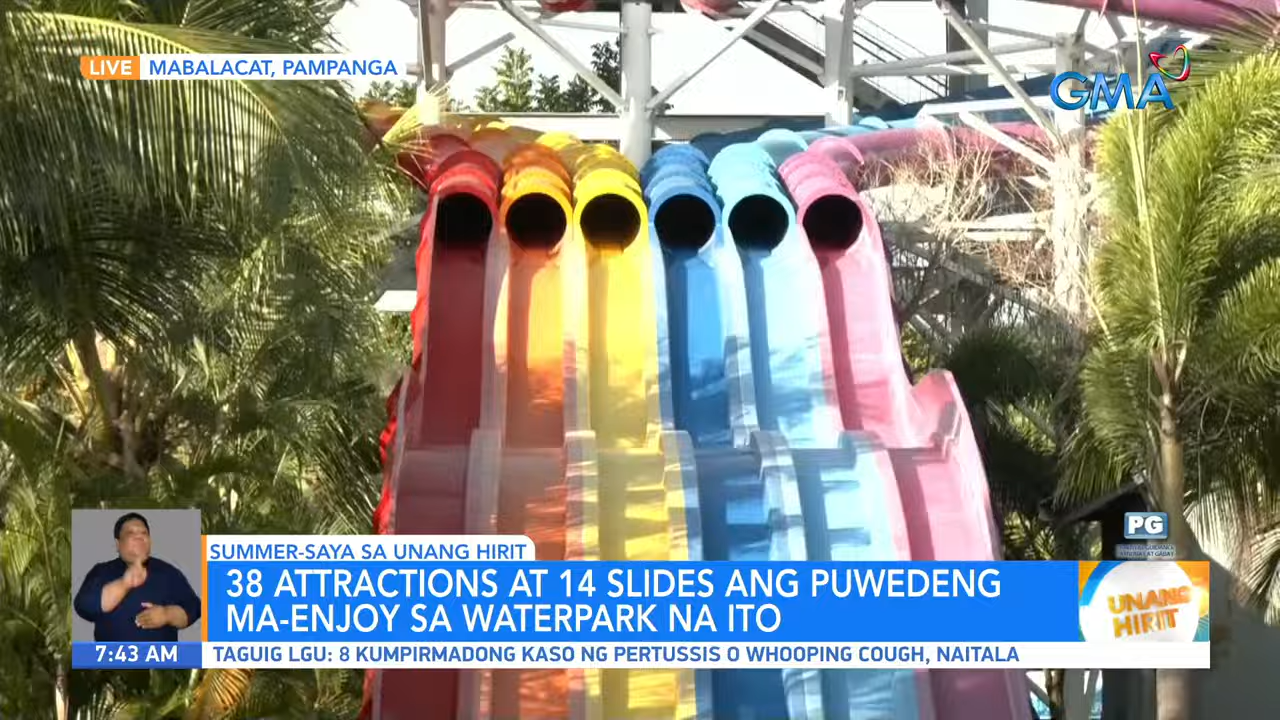 LIVE
MABALACAT, PAMPANGA
GMA
PG
SUMMER-SAYA SA UNANG HIRIT
38 ATTRACTIONS AT 14 SLIDES ANG PUWEDENG
MA-ENJOY SA WATERPARK NA ITO
UNANG
HIRIT
7:43 AM
TAGUIG LGU: 8 KUMPIRMADONG KASO NG PERTUSSIS O WHOOPING COUGH, NAITALA